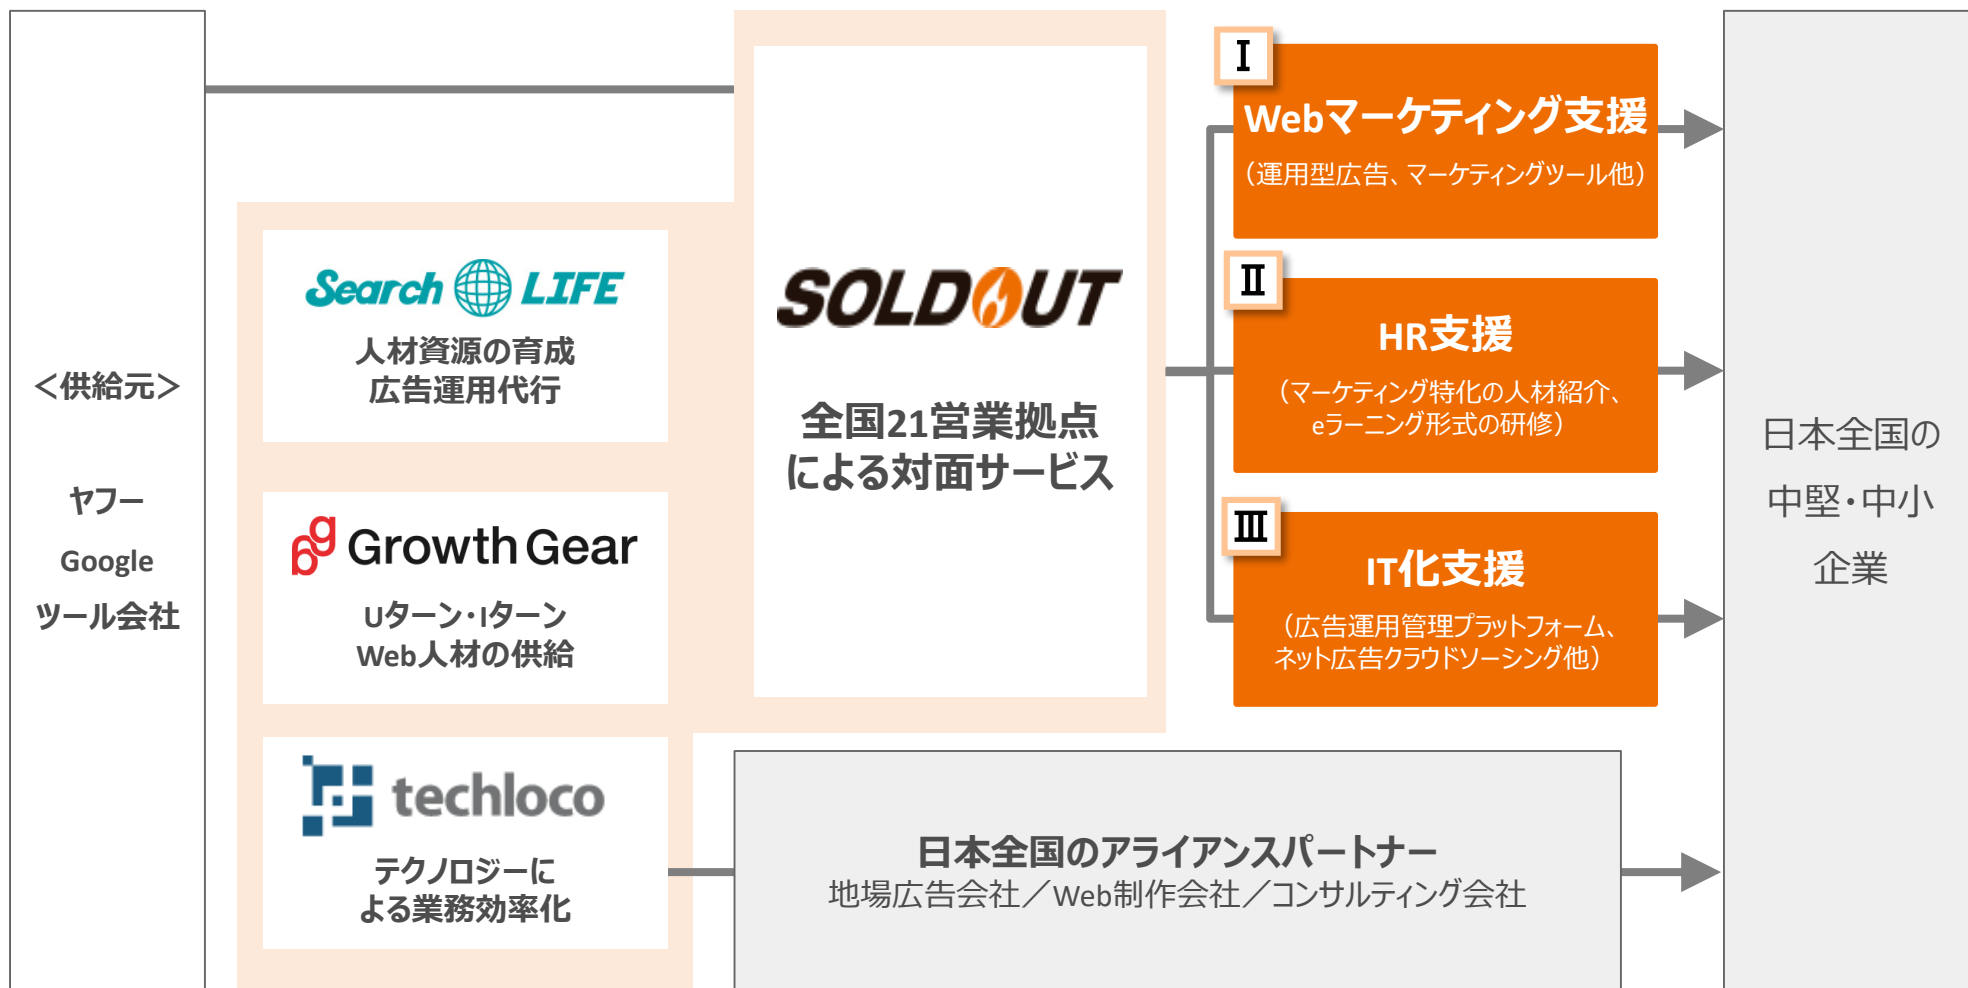 ＜供給元＞
ヤフー
Google
ツール会社
Search LIFE
人材資源の育成
広告運用代行
Growth Gear
Uターン・Iターン
Web人材の供給
techloco
テクノロジーに
よる業務効率化
SOLDOUT
全国21営業拠点
による対面サービス
Ⅰ
Webマーケティング支援
（運用型広告、マーケティングツール他）
Ⅱ
HR支援
（マーケティング特化の人材紹介、
eラーニング形式の研修）
Ⅲ
IT化支援
（広告運用管理プラットフォーム、
ネット広告クラウドソーシング他）
日本全国のアライアンスパートナー
地場広告会社／Web制作会社／コンサルティング会社
日本全国の
中堅・中小
企業